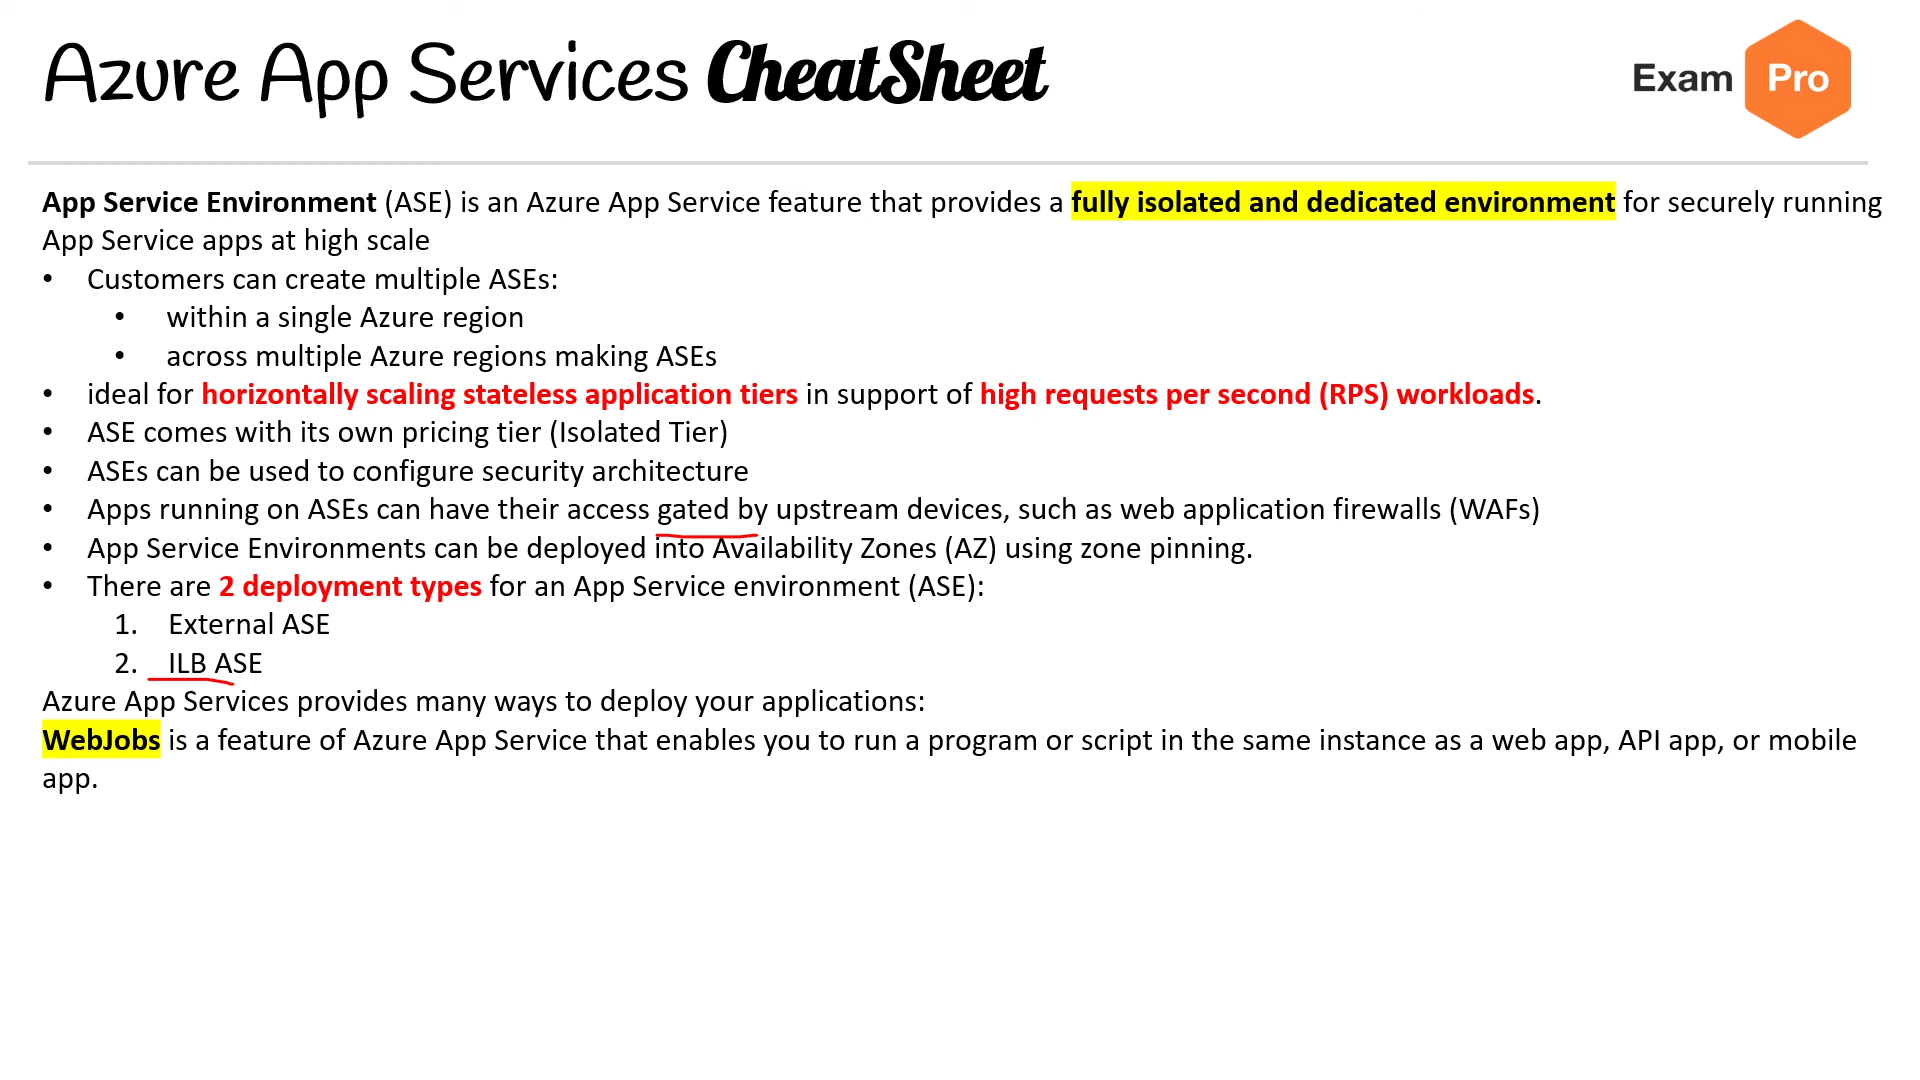 Azure App Services CheatSheet
Exam Pro
App Service Environment (ASE) is an Azure App Service feature that provides a fully isolated and dedicated environment for securely running
App Service apps at high scale
• Customers can create multiple ASEs:
• within a single Azure region
• across multiple Azure regions making ASEs
• ideal for horizontally scaling stateless application tiers in support of high requests per second (RPS) workloads.
• ASE comes with its own pricing tier (Isolated Tier)
• ASEs can be used to configure security architecture
• Apps running on ASEs can have their access gated by upstream devices, such as web application firewalls (WAFs)
• App Service Environments can be deployed into Availability Zones (AZ) using zone pinning.
• There are 2 deployment types for an App Service environment (ASE):
1. External ASE
2. ILB ASE
Azure App Services provides many ways to deploy your applications:
WebJobs is a feature of Azure App Service that enables you to run a program or script in the same instance as a web app, API app, or mobile
app.